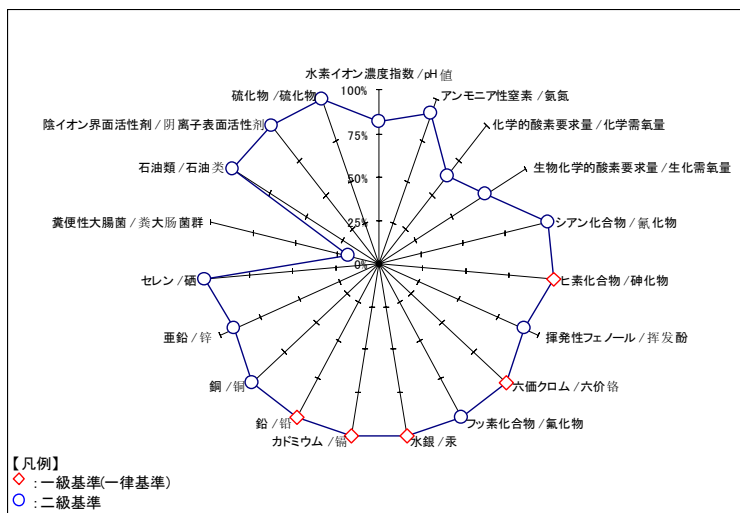 水素イオン濃度指数/pH値
100%
硫化物/硫化物
アンモニア性窒素/氨氮
陰イオン界面活性剤/阴离子表面活性剂
75%
化学的酸素要求量/化学需氧量
石油類/石油类
50%
生物化学的酸素要求量/生化需氧量
糞便性大腸菌/粪大肠菌群
25%
シアン化合物/氰化物
0%
セレン/硒
ヒ素化合物/砷化物
亜鉛/锌
揮発性フェノール/挥发酚
鋼/铜
六価クロム/六价铬
鉛/铅
フッ素化合物/氟化物
カドミウム/镉
水銀/汞
【凡例】
:一級基準(一律基準)
:二級基準